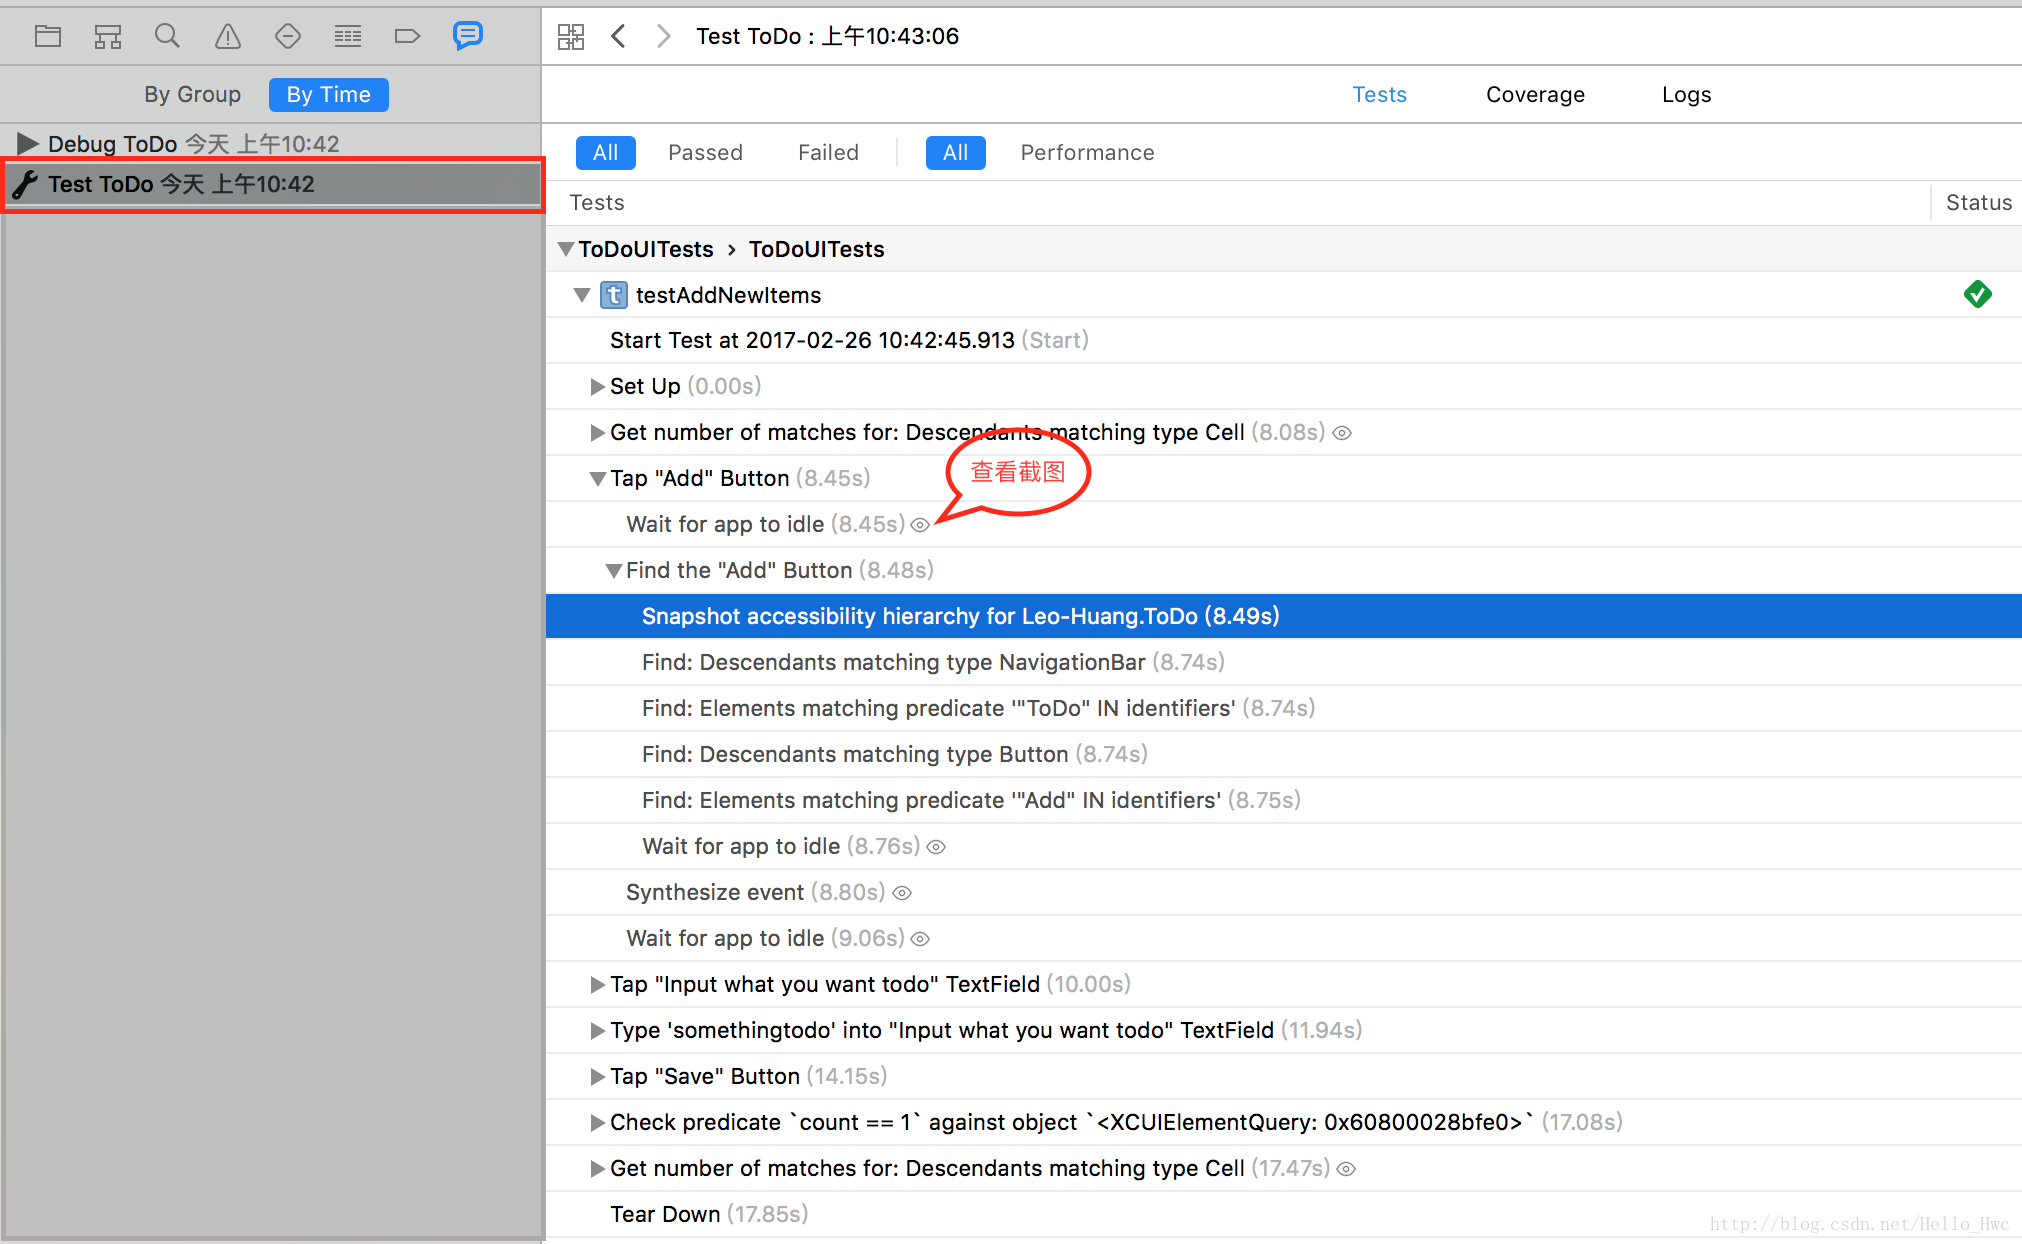 Test ToDo : 上午10:43:06
By Group By Time
Tests Coverage Logs
Debug ToDo 今天 上午10:42
Test ToDo 今天 上午10:42
All Passed Failed All Performance
Tests Status
ToDoUITests › ToDoUITests
t testAddNewItems
Start Test at 2017-02-26 10:42:45.913 (Start)
Set Up (0.00s)
Get number of matches for: Descendants matching type Cell (8.08s)
查看截图
Tap "Add" Button (8.45s)
Wait for app to idle (8.45s)
Find the "Add" Button (8.48s)
Snapshot accessibility hierarchy for Leo-Huang.ToDo (8.49s)
Find: Descendants matching type NavigationBar (8.74s)
Find: Elements matching predicate '"ToDo" IN identifiers' (8.74s)
Find: Descendants matching type Button (8.74s)
Find: Elements matching predicate '"Add" IN identifiers' (8.75s)
Wait for app to idle (8.76s)
Synthesize event (8.80s)
Wait for app to idle (9.06s)
Tap "Input what you want todo" TextField (10.00s)
Type 'somethingtodo' into "Input what you want todo" TextField (11.94s)
Tap "Save" Button (14.15s)
Check predicate `count == 1` against object `<XCUIElementQuery: 0x60800028bfe0>` (17.08s)
Get number of matches for: Descendants matching type Cell (17.47s)
Tear Down (17.85s)
http://blog.csdn.net/Hello_Hwc